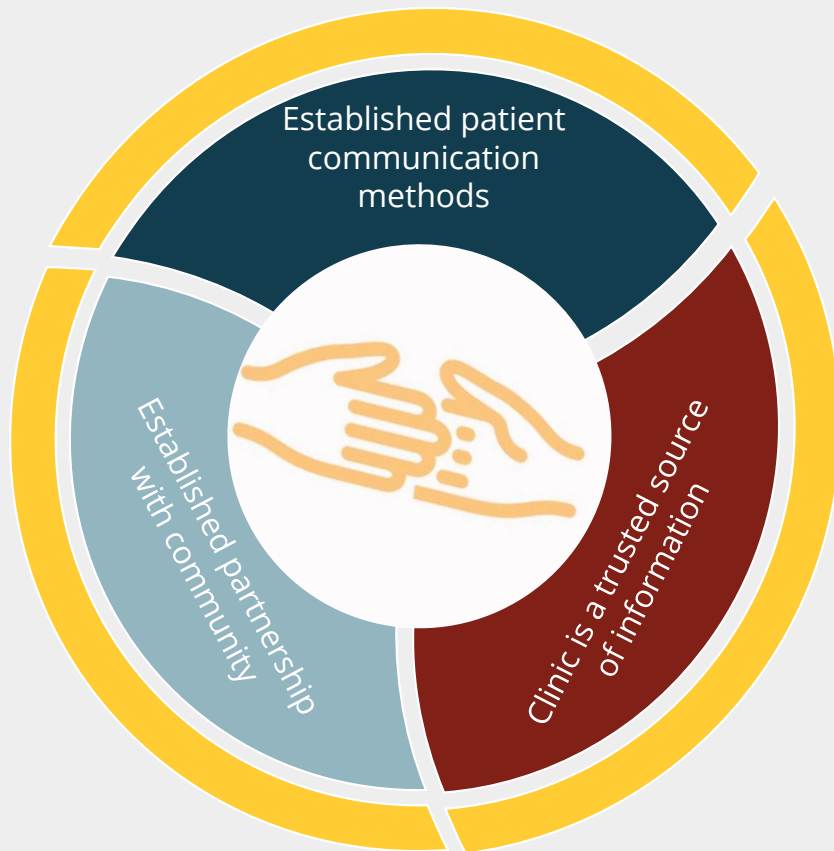 Established patient
communication
methods
Clinic is a trusted source
of information
Established partnership
with community